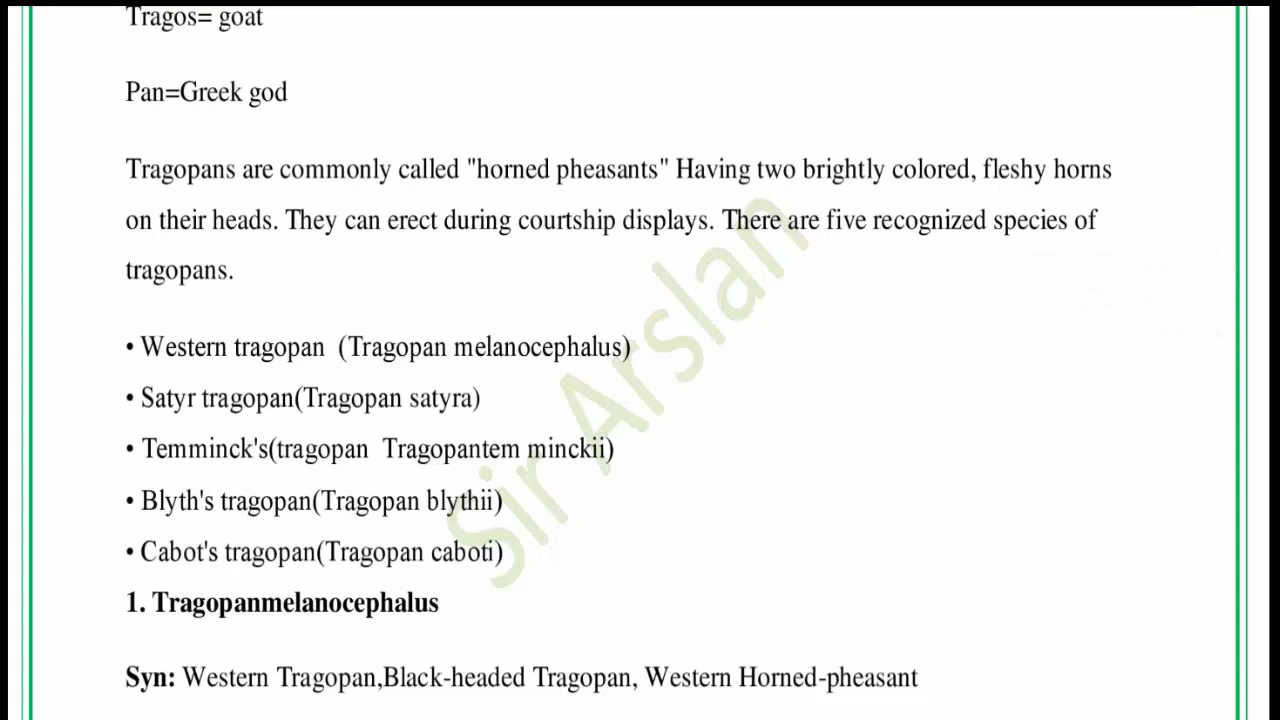 Tragos= goat
Pan=Greek god
Tragopans are commonly called "horned pheasants" Having two brightly colored, fleshy horns
on their heads. They can erect during courtship displays. There are five recognized species of
tragopans.
• Western tragopan  (Tragopan melanocephalus)
• Satyr tragopan(Tragopan satyra)
• Temminck's(tragopan  Tragopantem minckii)
• Blyth's tragopan(Tragopan blythii)
• Cabot's tragopan(Tragopan caboti)
1. Tragopanmelanocephalus
Syn: Western Tragopan,Black-headed Tragopan, Western Horned-pheasant
Sir Arslan